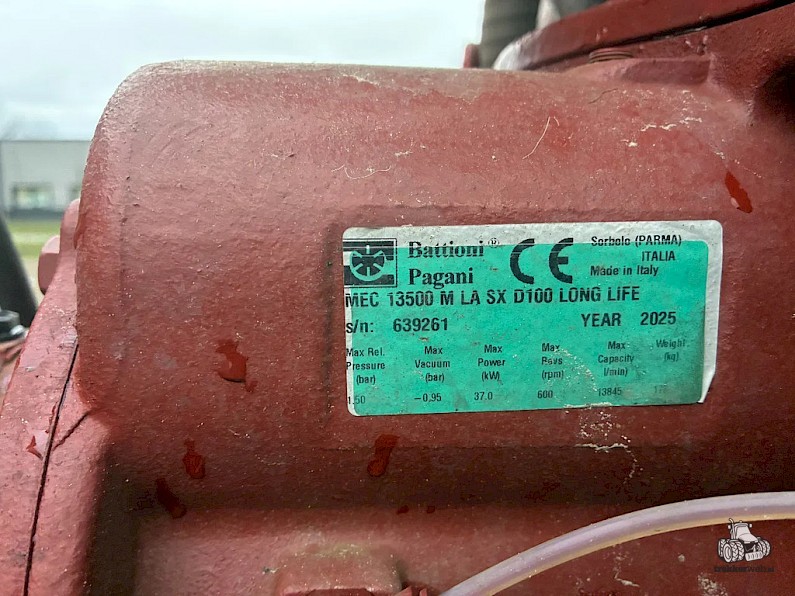 Battioni ® Pagani
CE
Sorbolo (PARMA)
ITALIA
Made in Italy
MEC 13500 M LA SX D100 LONG LIFE
s/n: 639261 YEAR 2025
Max Rel. Pressure (bar) Max Vacuum (bar) Max Power (kW) Max Revs (rpm) Max Capacity l/min) Weight (kg)
1.50 -0,95 37.0 600 13845